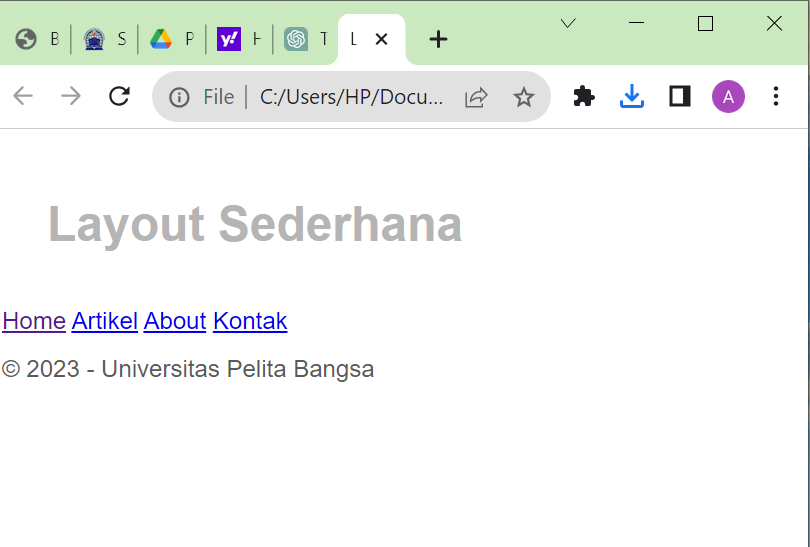 B S P y! H T L
File C:/Users/HP/Docu...
A
Layout Sederhana
Home Artikel About Kontak
© 2023 - Universitas Pelita Bangsa